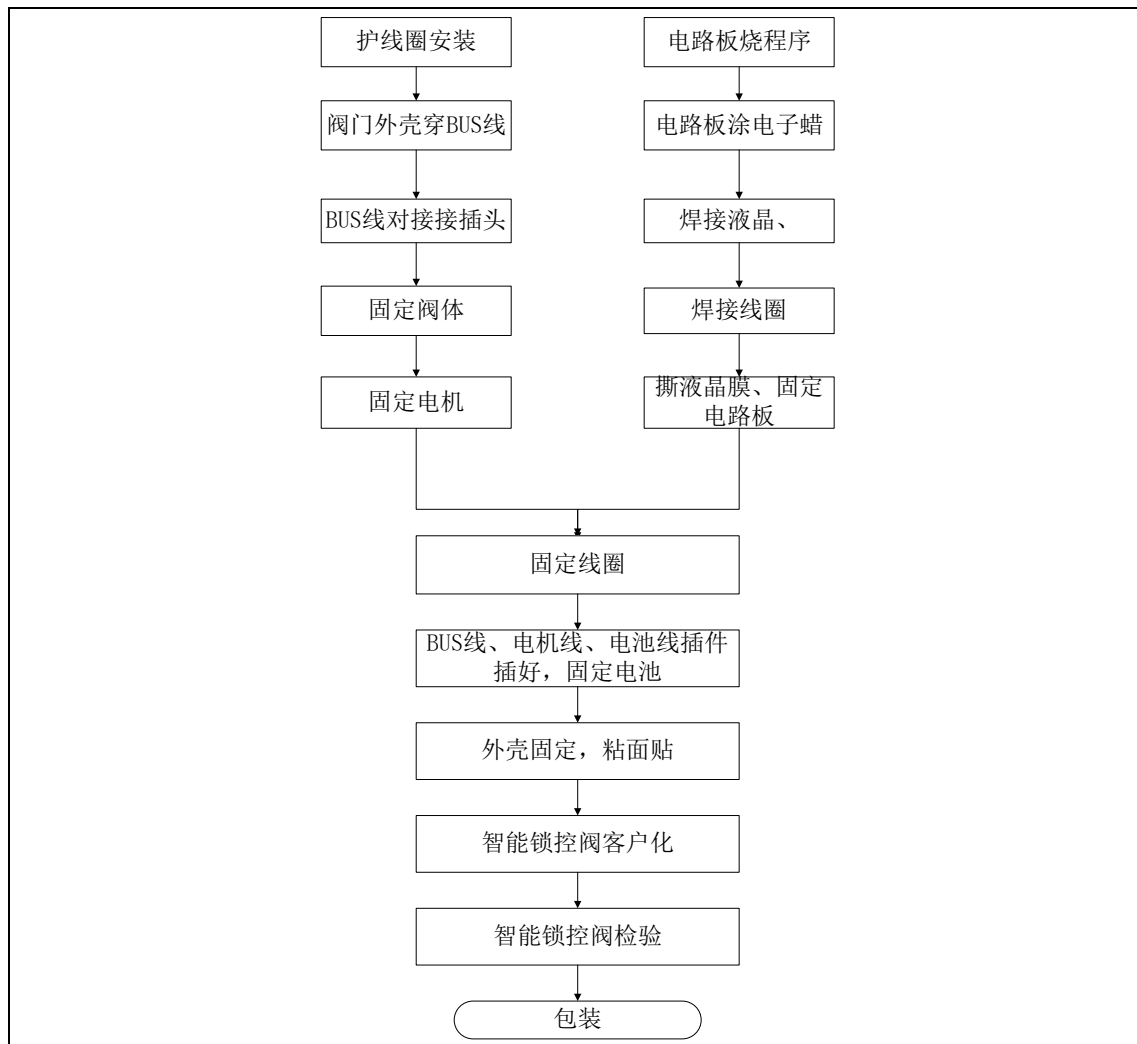 护线圈安装
电路板烧程序
阀门外壳穿BUS线
电路板涂电子蜡
BUS线对接接插头
焊接液晶、
固定阀体
焊接线圈
固定电机
撕液晶膜、固定
电路板
固定线圈
BUS线、电机线、电池线插件
插好，固定电池
外壳固定，粘面贴
智能锁控阀客户化
智能锁控阀检验
包装